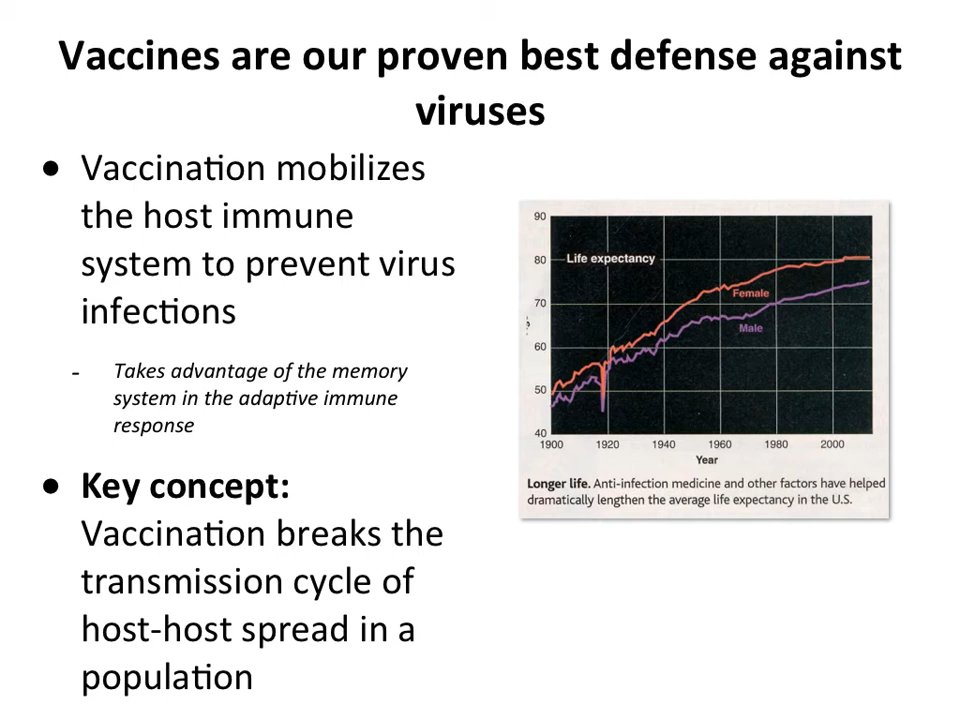 Vaccines are our proven best defense against
viruses
• Vaccination mobilizes
the host immune
system to prevent virus
infections
- Takes advantage of the memory
system in the adaptive immune
response
• Key concept:
Vaccination breaks the
transmission cycle of
host-host spread in a
population
90
80
70
60
50
40
Life expectancy
Female
Male
1900 1920 1940 1960 1980 2000
Year
Longer life. Anti-infection medicine and other factors have helped
dramatically lengthen the average life expectancy in the U.S.